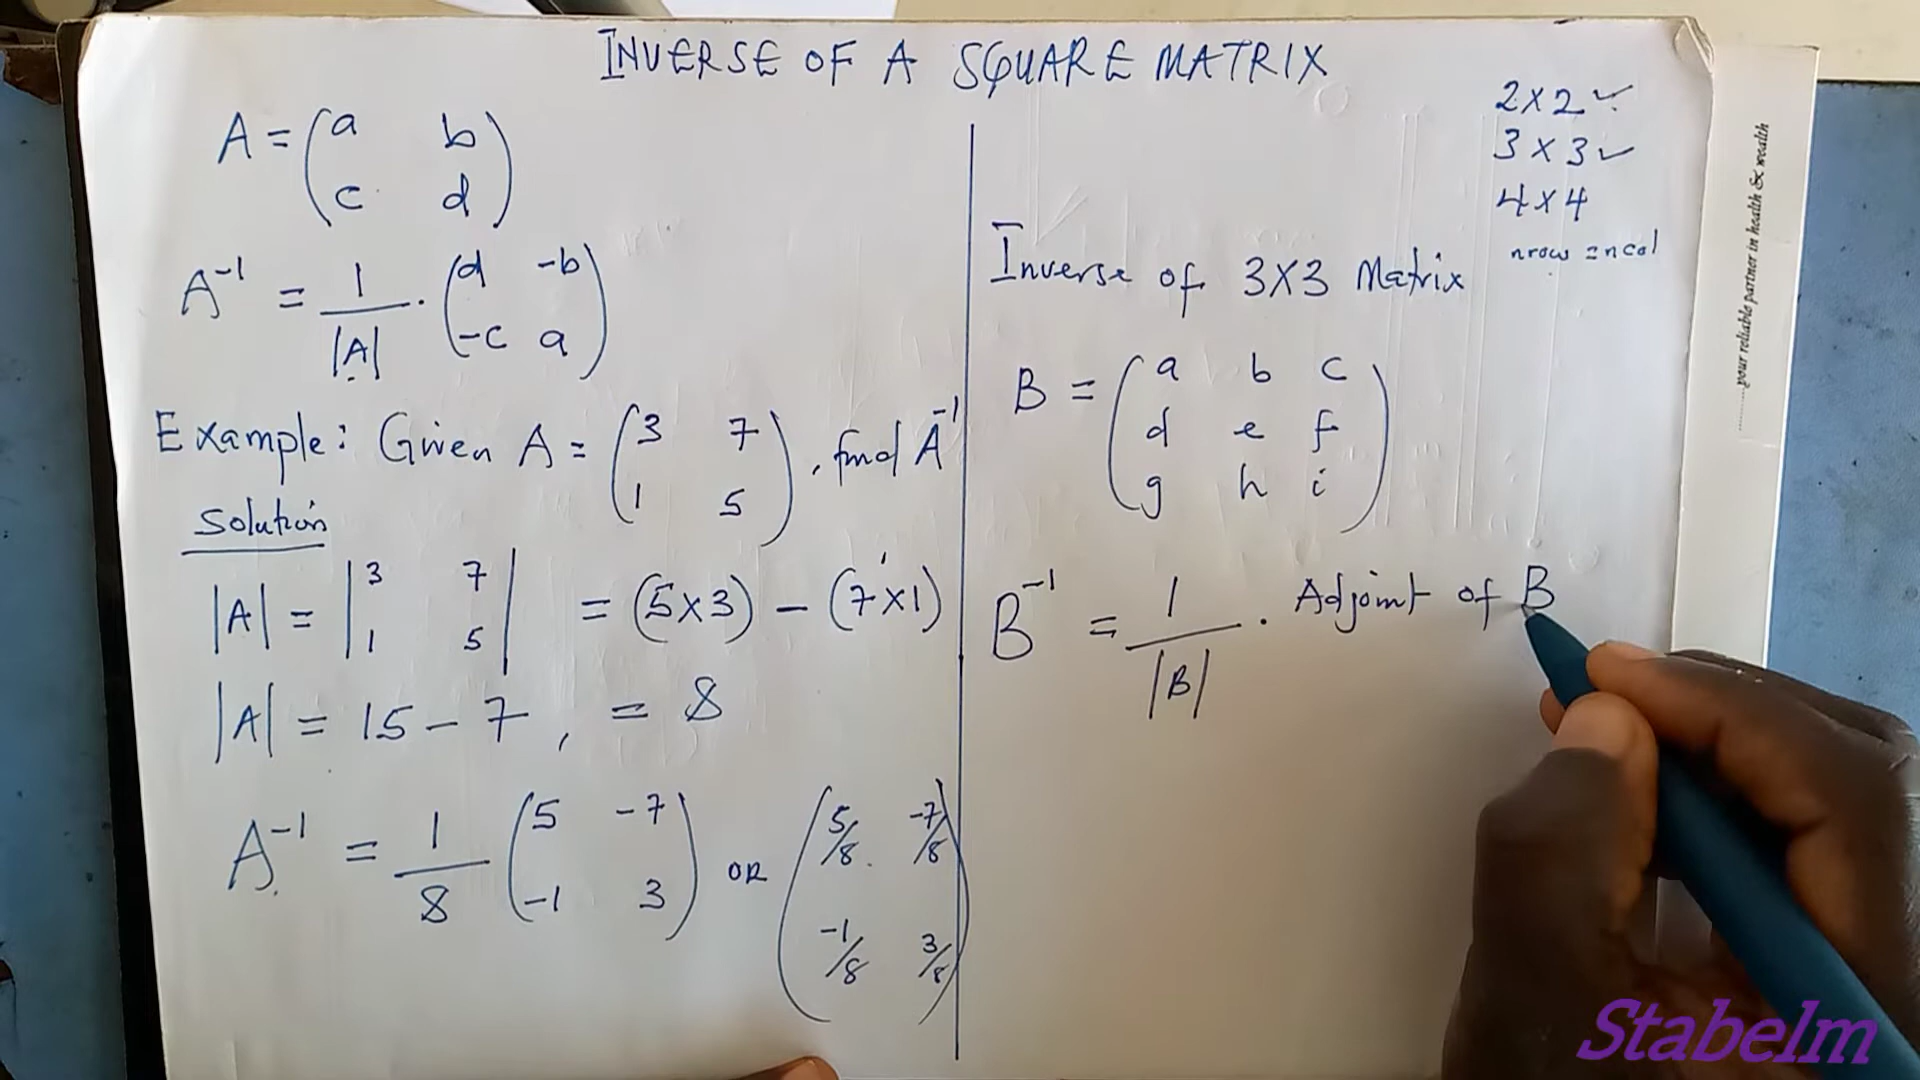 INVERSE OF A SQUARE MATRIX
A = (a b
c d)
A⁻¹ = 1/|A| · (d -b
-c a)
Example: Given A = (3 7
1 5), find A⁻¹
Solution
|A| = |3 7
1 5| = (5×3) - (7×1)
|A| = 15 - 7, = 8
A⁻¹ = 1/8 (5 -7
-1 3) OR (5/8 -7/8
-1/8 3/8)
2×2 ✓
3×3 ✓
4×4
nrow = ncol
Inverse of 3×3 Matrix
B = (a b c
d e f
g h i)
B⁻¹ = 1/|B| · Adjoint of B
your reliable partner in health & wealth
Stabelm